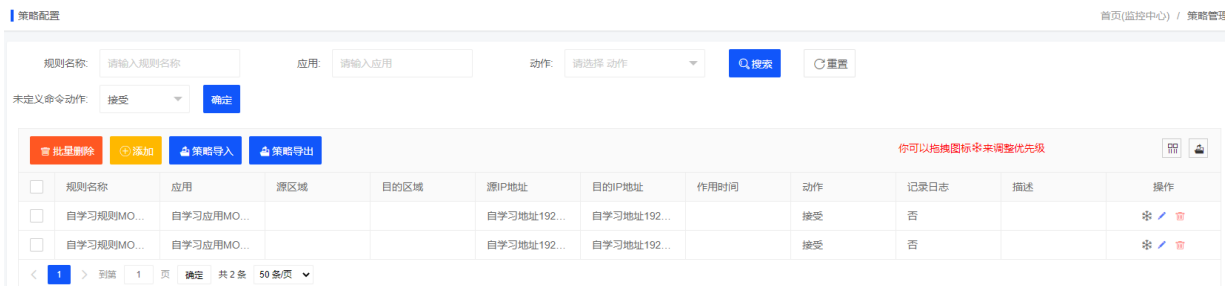 策略配置
首页(监控中心) / 策略管理
规则名称: 请输入规则名称 应用: 请输入应用 动作: 请选择 动作 搜索 重置
未定义命令动作: 接受 确定
批量删除 添加 策略导入 策略导出 你可以拖拽图标来调整优先级
规则名称 应用 源区域 目的区域 源IP地址 目的IP地址 作用时间 动作 记录日志 描述 操作
自学习规则MO... 自学习应用MO... 自学习地址192... 自学习地址192... 接受 否
自学习规则MO... 自学习应用MO... 自学习地址192... 自学习地址192... 接受 否
1 到第 1 页 确定 共 2 条 50 条/页